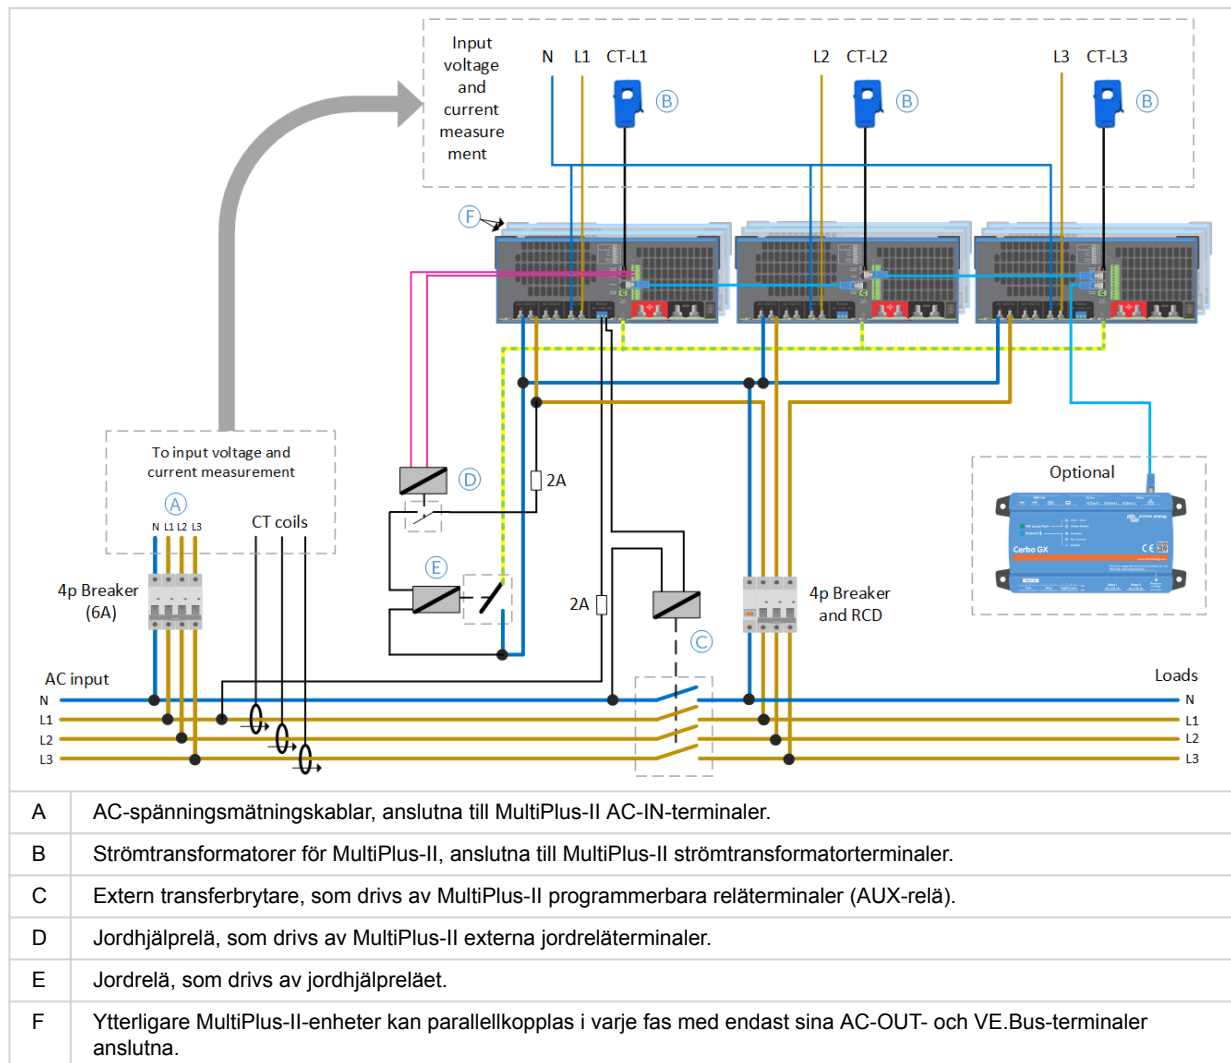 Input
voltage
and
current
measure
ment
N L1 CT-L1
L2 CT-L2
L3 CT-L3
B
B
B
F
To input voltage and
current measurement
A
N L1 L2 L3
CT coils
4p Breaker
(6A)
D
2A
E
2A
C
4p Breaker
and RCD
Optional
victron energy
Cerbo GX
AC input
N
L1
L2
L3
Loads
N
L1
L2
L3
A AC-spänningsmätningskablar, anslutna till MultiPlus-II AC-IN-terminaler.
B Strömtransformatorer för MultiPlus-II, anslutna till MultiPlus-II strömtransformatorterminaler.
C Extern transferbrytare, som drivs av MultiPlus-II programmerbara reläterminaler (AUX-relä).
D Jordhjälprelä, som drivs av MultiPlus-II externa jordreläterminaler.
E Jordrelä, som drivs av jordhjälpreläet.
F Ytterligare MultiPlus-II-enheter kan parallellkopplas i varje fas med endast sina AC-OUT- och VE.Bus-terminaler
anslutna.